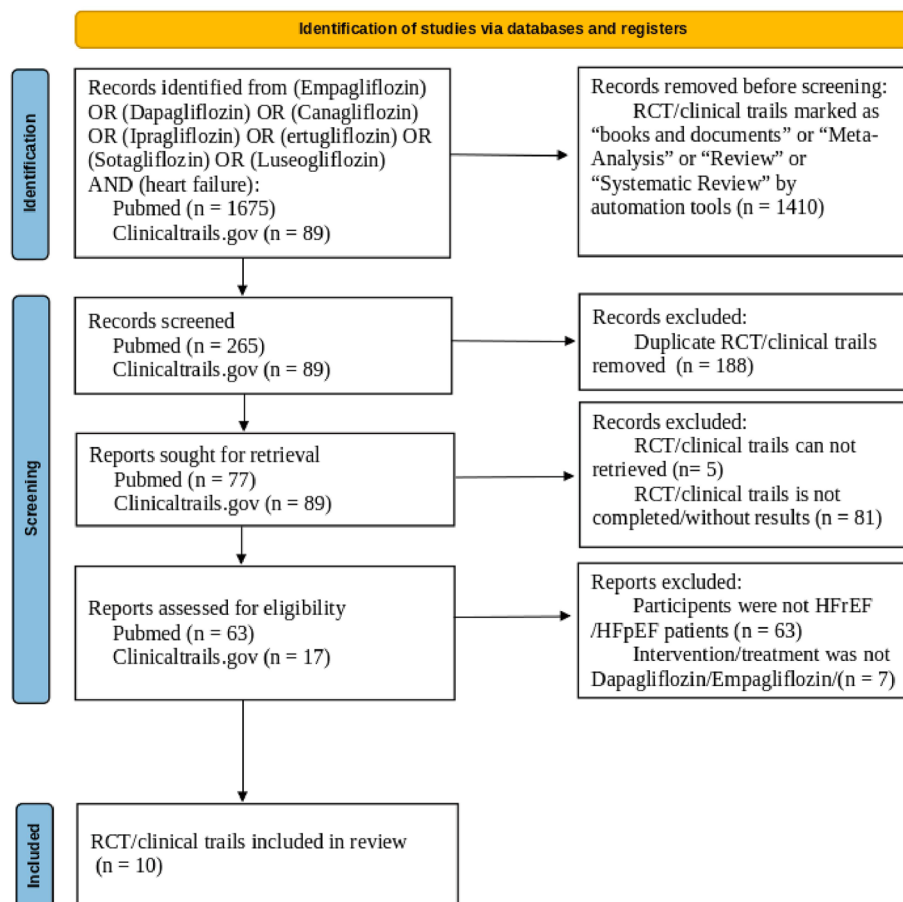 Identification of studies via databases and registers
Identification
Records identified from (Empagliflozin)
OR (Dapagliflozin) OR (Canagliflozin)
OR (Ipragliflozin) OR (ertugliflozin) OR
(Sotagliflozin) OR (Luseogliflozin)
AND (heart failure):
Pubmed (n = 1675)
Clinicaltrails.gov (n = 89)
Records removed before screening:
RCT/clinical trails marked as
“books and documents” or “Meta-
Analysis” or “Review” or
“Systematic Review” by
automation tools (n = 1410)
Screening
Records screened
Pubmed (n = 265)
Clinicaltrails.gov (n = 89)
Records excluded:
Duplicate RCT/clinical trails
removed (n = 188)
Reports sought for retrieval
Pubmed (n = 77)
Clinicaltrails.gov (n = 89)
Records excluded:
RCT/clinical trails can not
retrieved (n= 5)
RCT/clinical trails is not
completed/without results (n = 81)
Reports assessed for eligibility
Pubmed (n = 63)
Clinicaltrails.gov (n = 17)
Reports excluded:
Participents were not HFrEF
/HFpEF patients (n = 63)
Intervention/treatment was not
Dapagliflozin/Empagliflozin/(n = 7)
Included
RCT/clinical trails included in review
(n = 10)